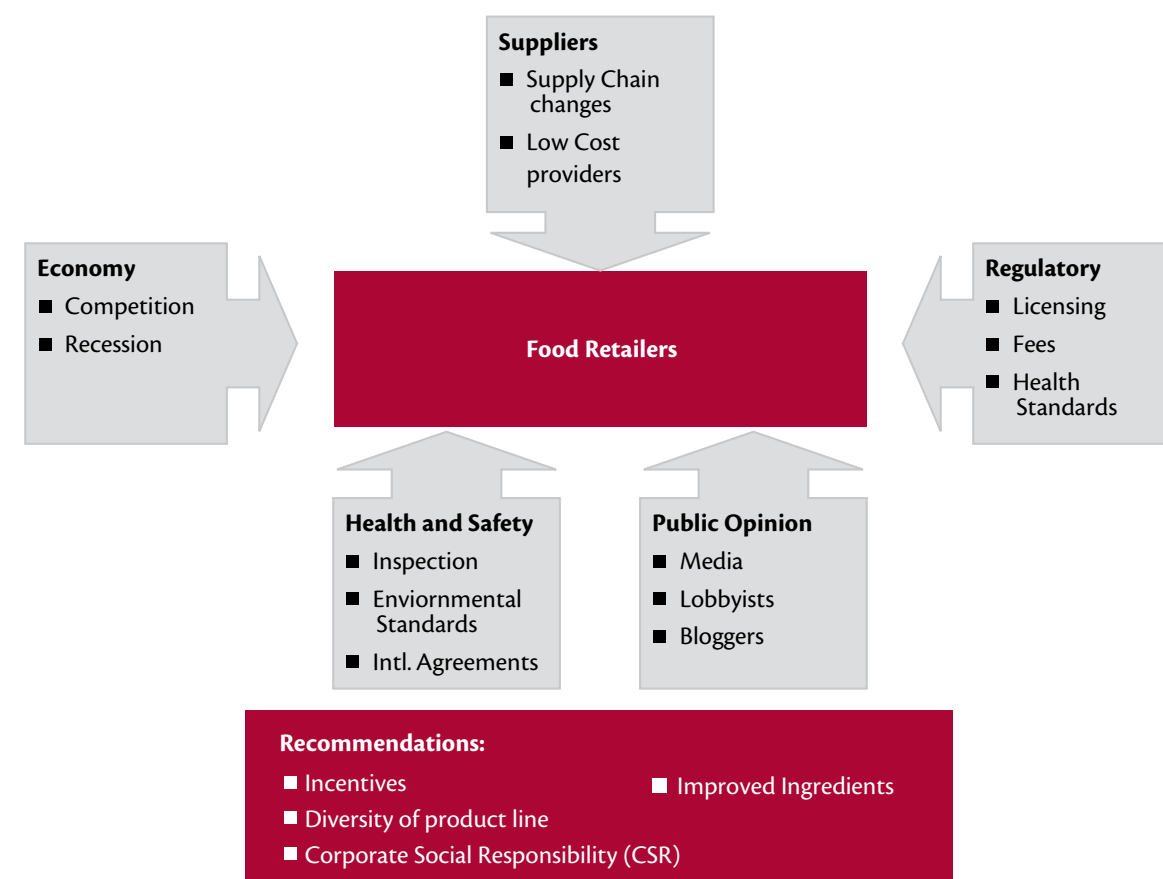 Suppliers
■ Supply Chain
changes
■ Low Cost
providers
Economy
■ Competition
■ Recession
Food Retailers
Regulatory
■ Licensing
■ Fees
■ Health
Standards
Health and Safety
■ Inspection
■ Enviornmental
Standards
■ Intl. Agreements
Public Opinion
■ Media
■ Lobbyists
■ Bloggers
Recommendations:
■ Incentives
■ Diversity of product line
■ Corporate Social Responsibility (CSR)
■ Improved Ingredients